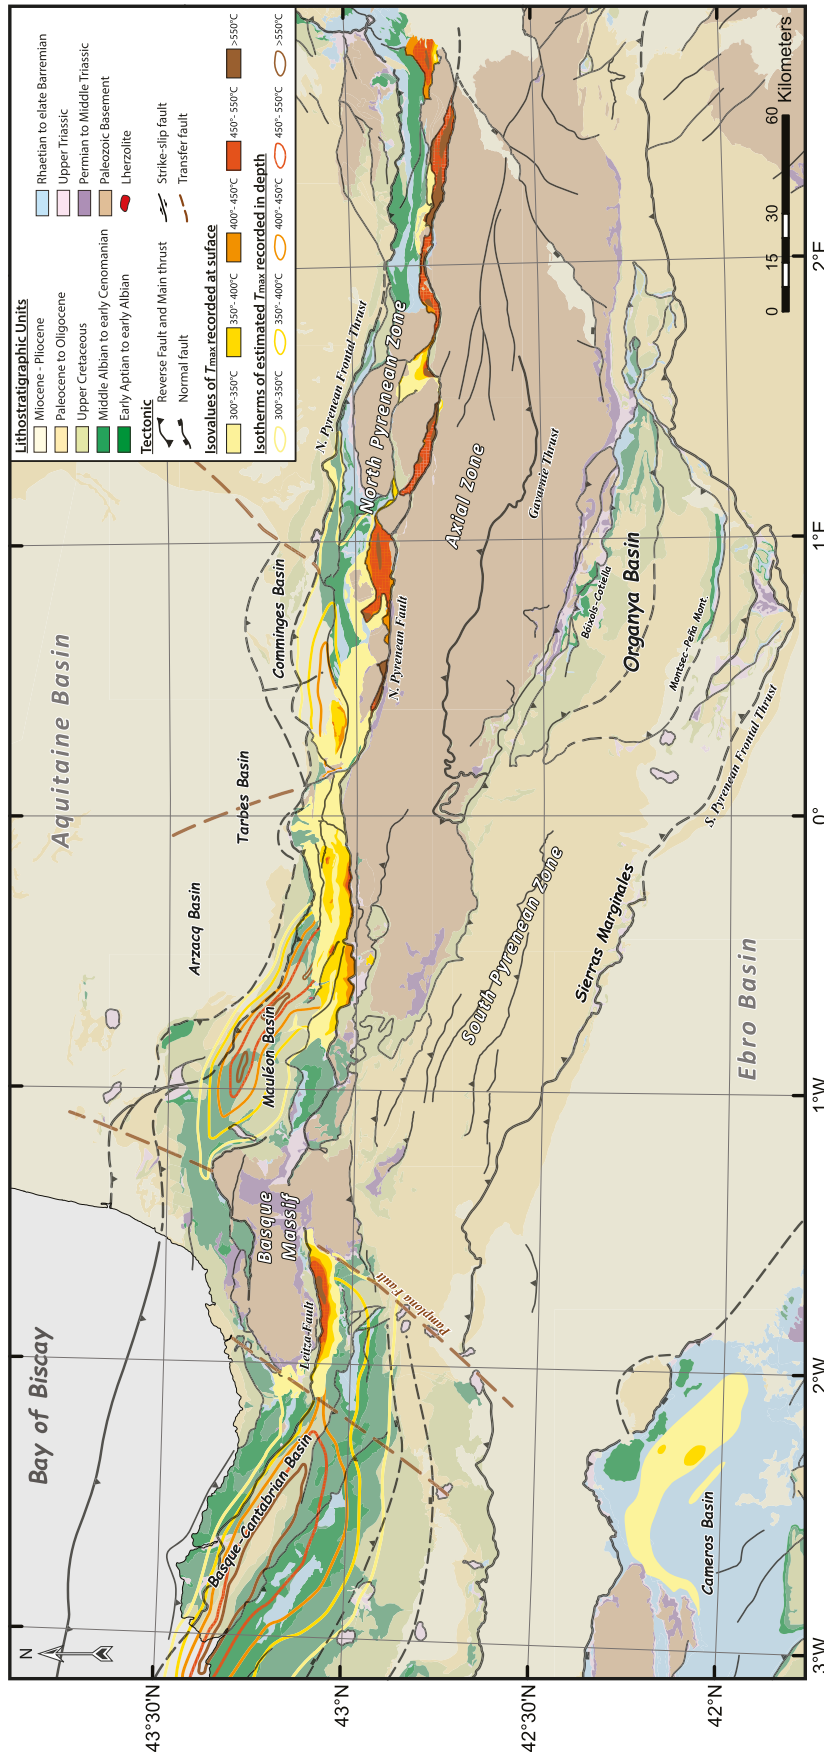 Lithostratigraphic Units
Miocene - Pliocene
Paleocene to Oligocene
Upper Cretaceous
Middle Albian to early Cenomanian
Early Aptian to early Albian
Rhaetian to elate Barremian
Upper Triassic
Permian to Middle Triassic
Paleozoic Basement
Lherzolite
Tectonic
Reverse Fault and Main thrust
Strike-slip fault
Normal fault
Transfer fault
Isovalues of Tmax recorded at suface
300°-350°C
350°- 400°C
400°- 450°C
450°- 550°C
>550°C
Isotherms of estimated Tmax recorded in depth
300°-350°C
350°- 400°C
400°- 450°C
450°- 550°C
>550°C
N
Bay of Biscay
Aquitaine Basin
Arzacq Basin
Tarbes Basin
Comminges Basin
N. Pyrenean Frontal Thrust
Mauléon Basin
Basque
Massif
Leitza-Fault
Pamplona Fault
Basque-Cantabrian-Basin
North Pyrenean Zone
N. Pyrenean Fault
Axial Zone
Gavarnie Thrust
Bóixols-Cotiella
Organya Basin
Montsec-Peña Mont.
S. Pyrenean Frontal Thrust
South Pyrenean Zone
Sierras Marginales
Ebro Basin
Cameros Basin
0 15 30 60
Kilometers
43°30'N
43°N
42°30'N
42°N
3°W
2°W
1°W
0°
1°E
2°E